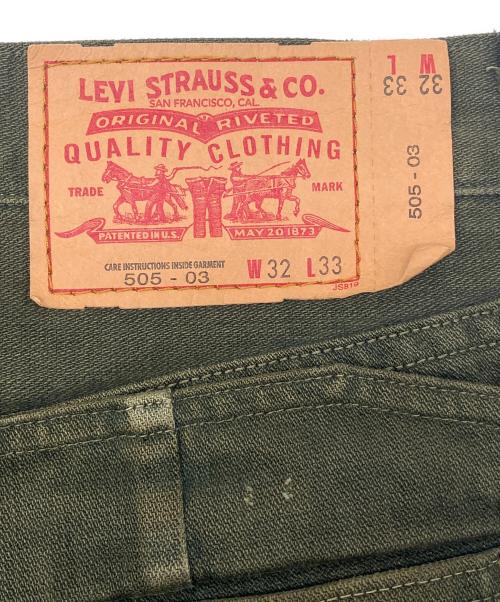 LEVI STRAUSS & CO.
SAN FRANCISCO, CAL.
ORIGINAL RIVETED
QUALITY CLOTHING
TRADE MARK
PATENTED IN U.S. MAY 20 1873
CARE INSTRUCTIONS INSIDE GARMENT
505 - 03 W32 L33
JS819
W L
32 33
505 - 03